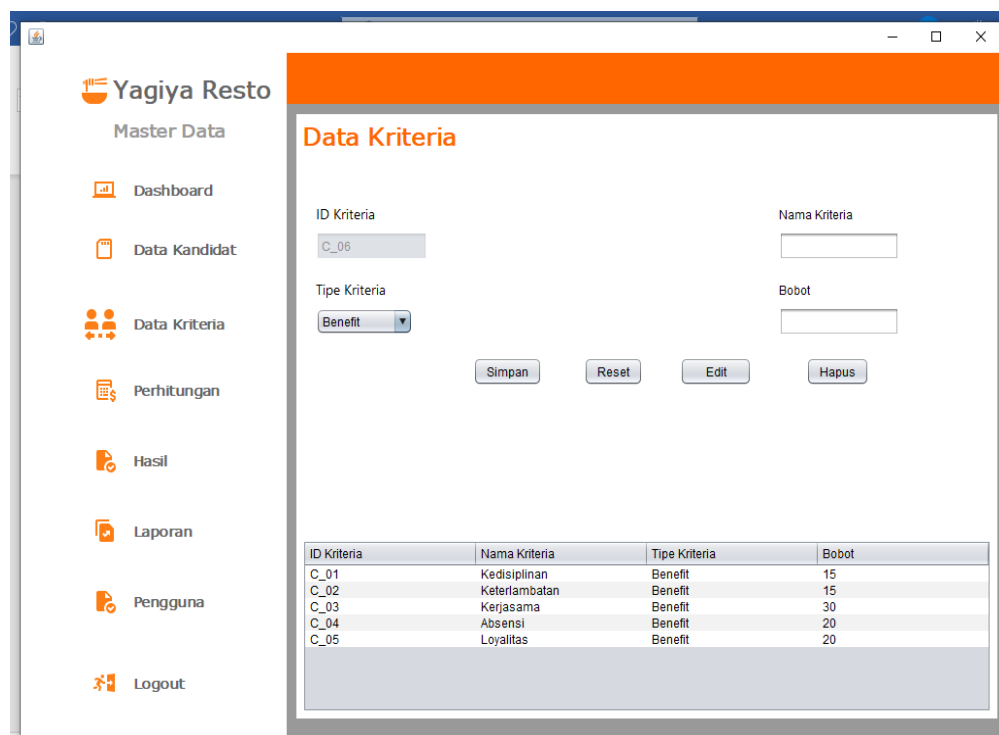 Yagiya Resto
Master Data
Dashboard
Data Kandidat
Data Kriteria
Perhitungan
Hasil
Laporan
Pengguna
Logout
Data Kriteria
ID Kriteria Nama Kriteria
C_06
Tipe Kriteria Bobot
Benefit
Simpan Reset Edit Hapus
ID Kriteria Nama Kriteria Tipe Kriteria Bobot
C_01 Kedisiplinan Benefit 15
C_02 Keterlambatan Benefit 15
C_03 Kerjasama Benefit 30
C_04 Absensi Benefit 20
C_05 Loyalitas Benefit 20